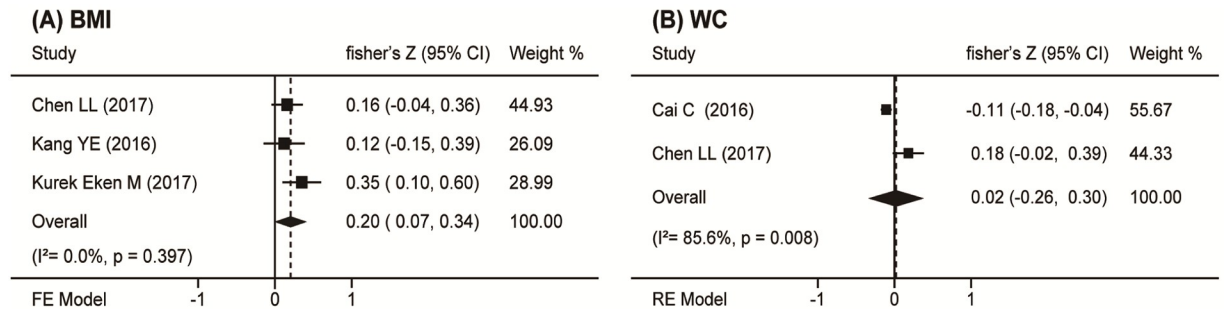 (A) BMI
Study fisher's Z (95% CI) Weight %
Chen LL (2017) 0.16 (-0.04, 0.36) 44.93
Kang YE (2016) 0.12 (-0.15, 0.39) 26.09
Kurek Eken M (2017) 0.35 ( 0.10, 0.60) 28.99
Overall 0.20 ( 0.07, 0.34) 100.00
(I²= 0.0%, p = 0.397)
FE Model -1 0 1
(B) WC
Study fisher's Z (95% CI) Weight %
Cai C (2016) -0.11 (-0.18, -0.04) 55.67
Chen LL (2017) 0.18 (-0.02, 0.39) 44.33
Overall 0.02 (-0.26, 0.30) 100.00
(I²= 85.6%, p = 0.008)
RE Model -1 0 1